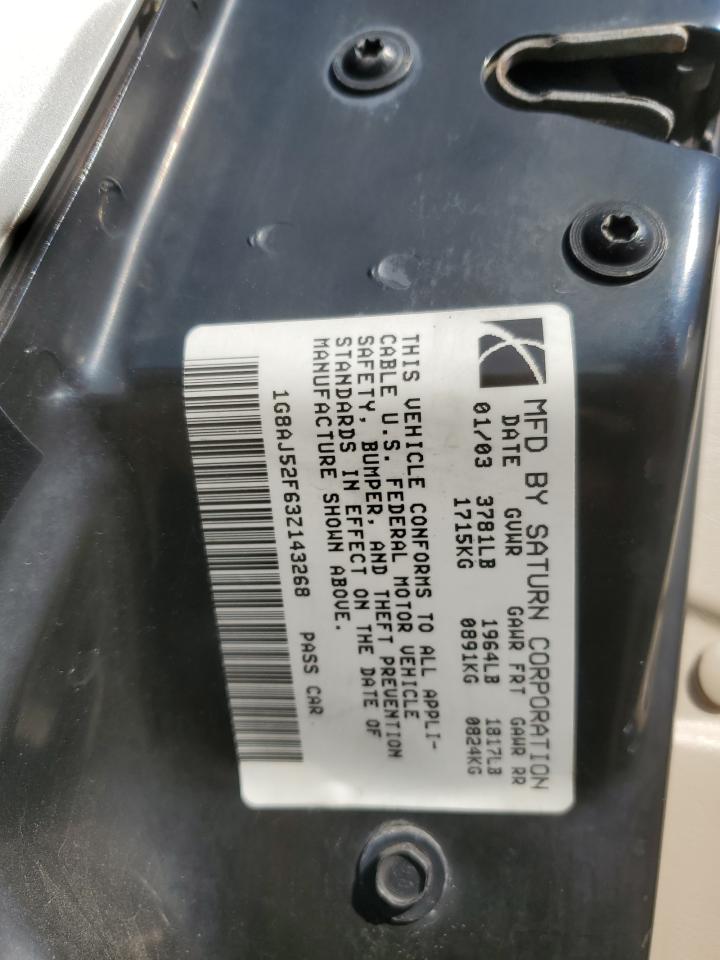 MFD BY SATURN CORPORATION
DATE GVWR GAWR FRT GAWR RR
01/03 3781LB 1964LB 1817LB
1715KG 0891KG 0824KG
THIS VEHICLE CONFORMS TO ALL APPLI-
CABLE U.S. FEDERAL MOTOR VEHICLE
SAFETY, BUMPER, AND THEFT PREVENTION
STANDARDS IN EFFECT ON THE DATE OF
MANUFACTURE SHOWN ABOVE.
1G8AJ52F63Z143268 PASS CAR